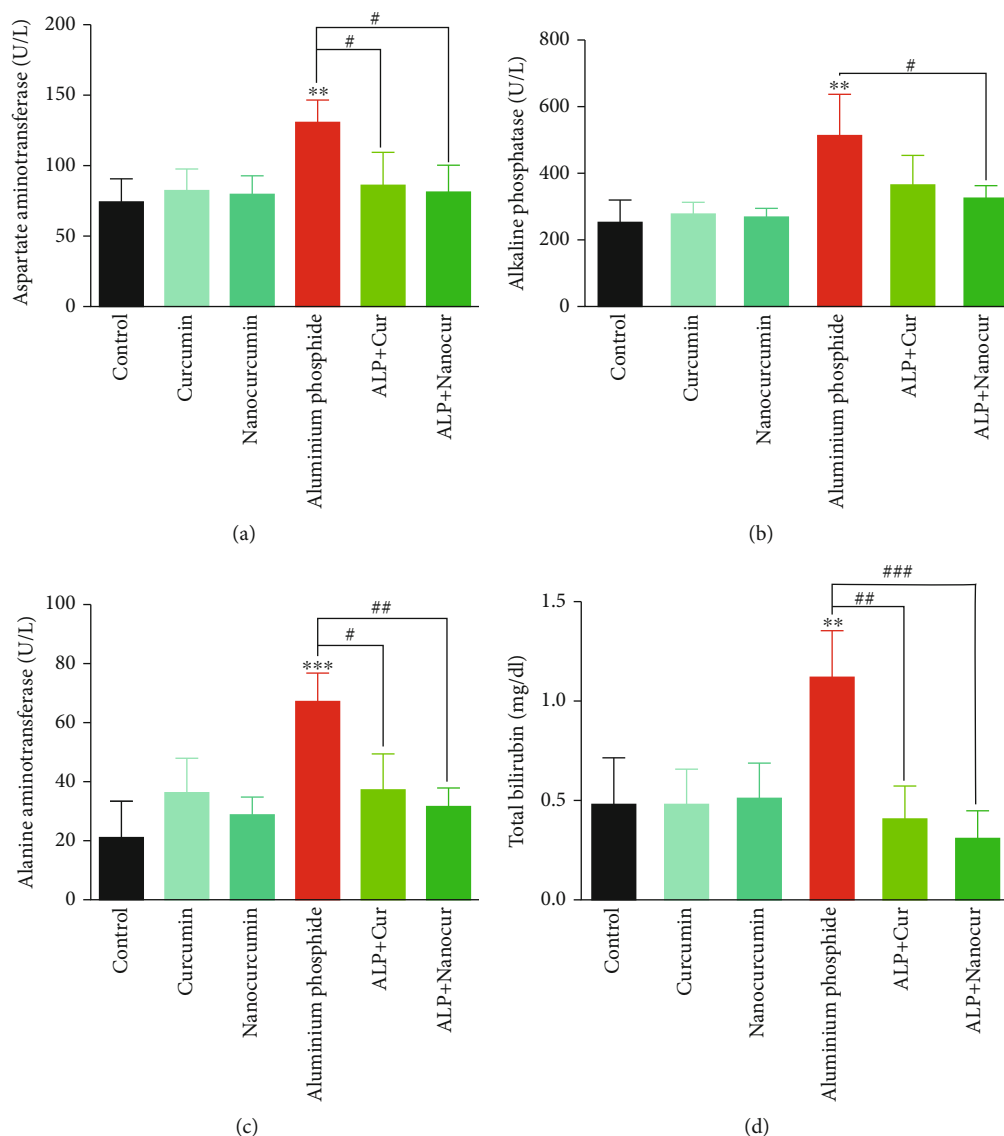 Aspartate aminotransferase (U/L)
200
150
100
50
0
**
#
#
Control
Curcumin
Nanocurcumin
Aluminium phosphide
ALP+Cur
ALP+Nanocur
(a)
Alkaline phosphatase (U/L)
800
600
400
200
0
**
#
Control
Curcumin
Nanocurcumin
Aluminium phosphide
ALP+Cur
ALP+Nanocur
(b)
Alanine aminotransferase (U/L)
100
80
60
40
20
0
***
#
##
Control
Curcumin
Nanocurcumin
Aluminium phosphide
ALP+Cur
ALP+Nanocur
(c)
Total bilirubin (mg/dl)
1.5
1.0
0.5
0.0
**
##
###
Control
Curcumin
Nanocurcumin
Aluminium phosphide
ALP+Cur
ALP+Nanocur
(d)